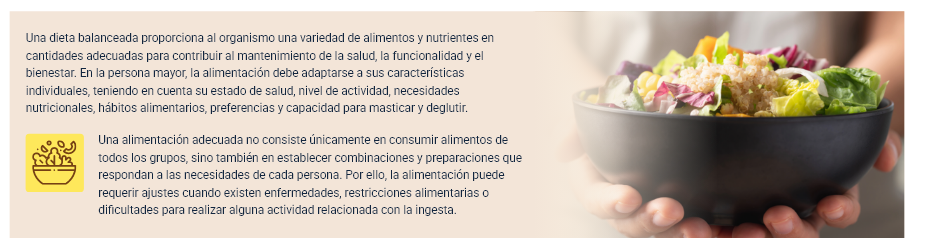 Una dieta balanceada proporciona al organismo una variedad de alimentos y nutrientes en
cantidades adecuadas para contribuir al mantenimiento de la salud, la funcionalidad y el
bienestar. En la persona mayor, la alimentación debe adaptarse a sus características
individuales, teniendo en cuenta su estado de salud, nivel de actividad, necesidades
nutricionales, hábitos alimentarios, preferencias y capacidad para masticar y deglutir.
Una alimentación adecuada no consiste únicamente en consumir alimentos de
todos los grupos, sino también en establecer combinaciones y preparaciones que
respondan a las necesidades de cada persona. Por ello, la alimentación puede
requerir ajustes cuando existen enfermedades, restricciones alimentarias o
dificultades para realizar alguna actividad relacionada con la ingesta.